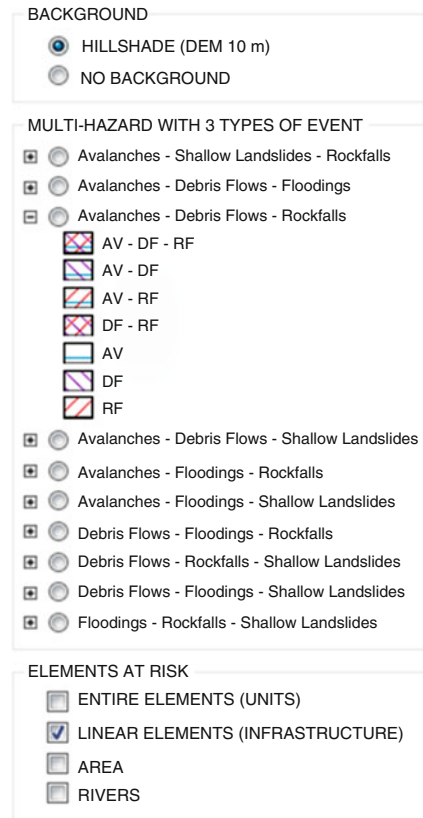 BACKGROUND
HILLSHADE (DEM 10 m)
NO BACKGROUND
MULTI-HAZARD WITH 3 TYPES OF EVENT
Avalanches - Shallow Landslides - Rockfalls
Avalanches - Debris Flows - Floodings
Avalanches - Debris Flows - Rockfalls
AV - DF - RF
AV - DF
AV - RF
DF - RF
AV
DF
RF
Avalanches - Debris Flows - Shallow Landslides
Avalanches - Floodings - Rockfalls
Avalanches - Floodings - Shallow Landslides
Debris Flows - Floodings - Rockfalls
Debris Flows - Rockfalls - Shallow Landslides
Debris Flows - Floodings - Shallow Landslides
Floodings - Rockfalls - Shallow Landslides
ELEMENTS AT RISK
ENTIRE ELEMENTS (UNITS)
LINEAR ELEMENTS (INFRASTRUCTURE)
AREA
RIVERS